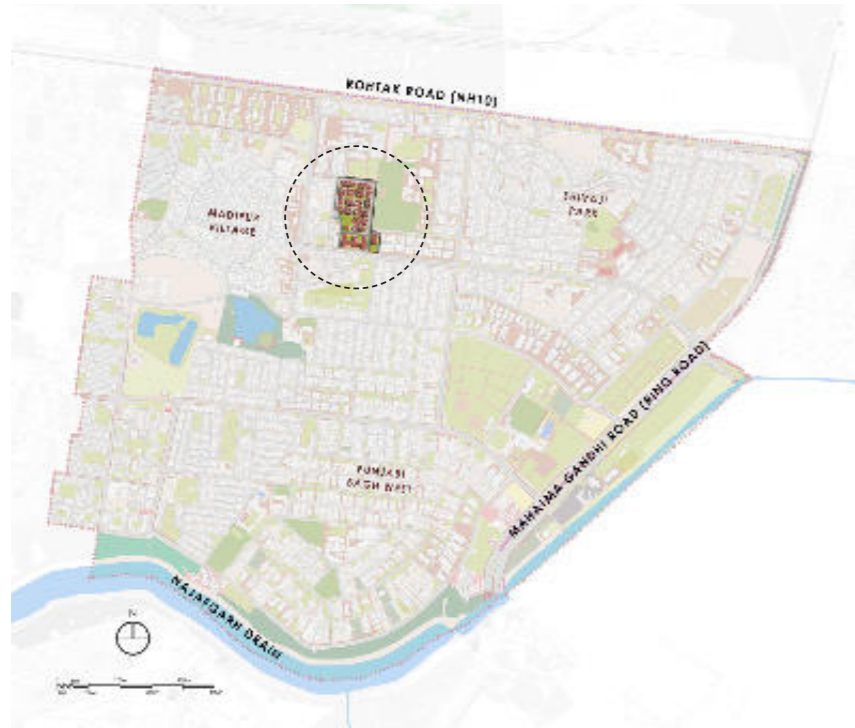 ROHTAK ROAD (NH10)
SHIVAJI
PARK
MADIPUR
VILLAGE
MAHATMA GANDHI ROAD (RING ROAD)
PUNJABI
BAGH WEST
NAJAFGARH DRAIN
N